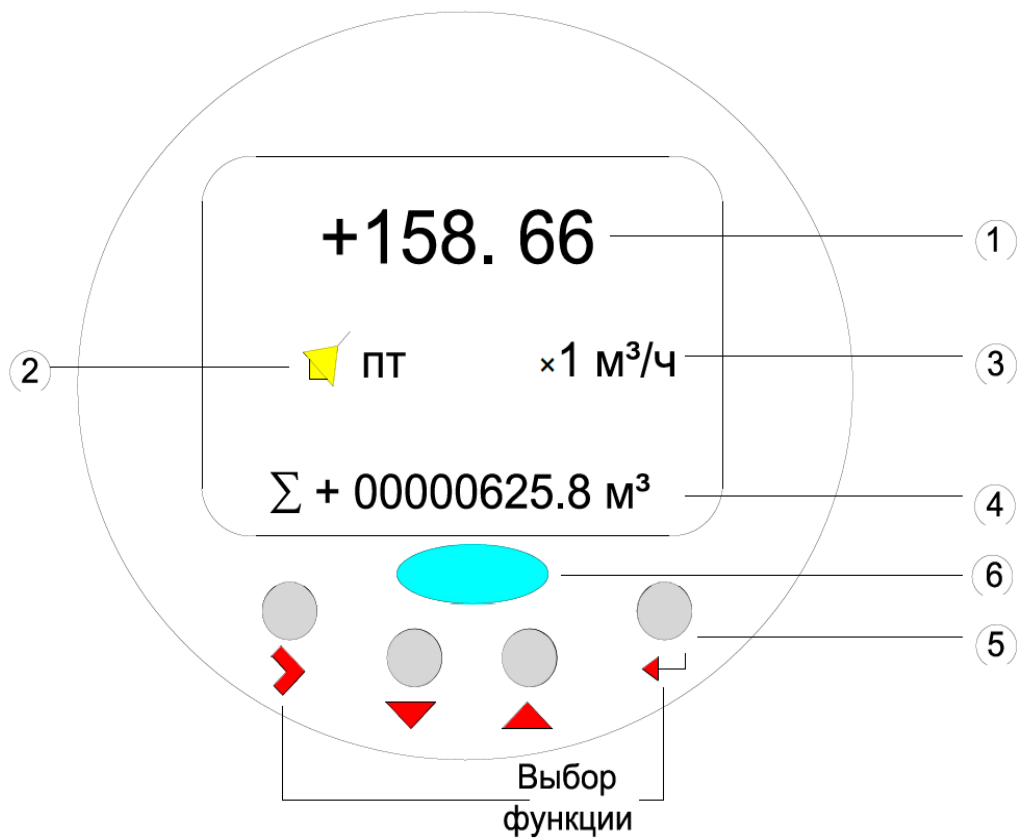 +158. 66
1
2
пт
×1 м³/ч
3
∑ + 00000625.8 м³
4
6
5
Выбор
функции